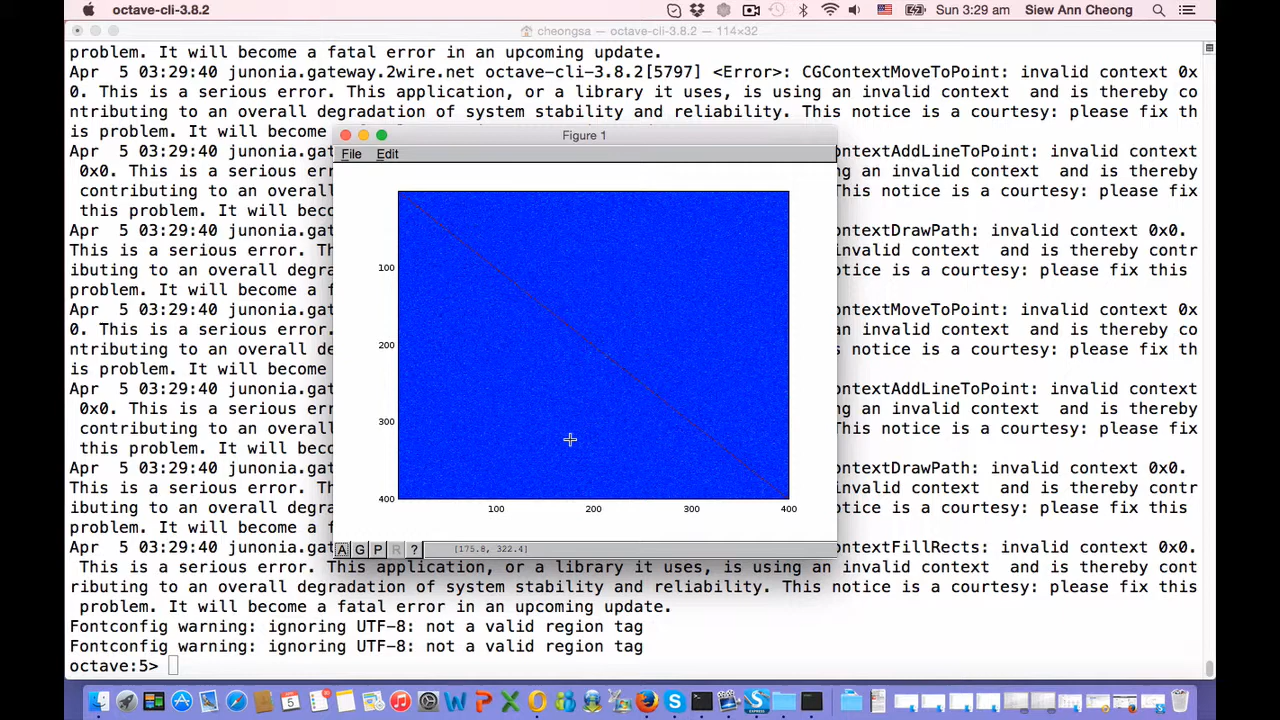 octave-cli-3.8.2
Sun 3:29 am
Siew Ann Cheong
cheongsa — octave-cli-3.8.2 — 114×32
problem. It will become a fatal error in an upcoming update.
Apr  5 03:29:40 junonia.gateway.2wire.net octave-cli-3.8.2[5797] <Error>: CGContextMoveToPoint: invalid context 0x
0. This is a serious error. This application, or a library it uses, is using an invalid context  and is thereby co
ntributing to an overall degradation of system stability and reliability. This notice is a courtesy: please fix th
is problem. It will become
Apr  5 03:29:40 junonia.gat
ontextAddLineToPoint: invalid context
0x0. This is a serious error.
ng an invalid context  and is thereby
contributing to an overall
This notice is a courtesy: please fix
this problem. It will beco
Apr  5 03:29:40 junonia.gat
ontextDrawPath: invalid context 0x0.
This is a serious error. Th
invalid context  and is thereby contr
ibuting to an overall degra
otice is a courtesy: please fix this
problem. It will become a f
Apr  5 03:29:40 junonia.gat
ontextMoveToPoint: invalid context 0x
0. This is a serious error.
an invalid context  and is thereby co
ntributing to an overall de
his notice is a courtesy: please fix th
is problem. It will become
Apr  5 03:29:40 junonia.gat
ontextAddLineToPoint: invalid context
0x0. This is a serious err
ng an invalid context  and is thereby
contributing to an overall
This notice is a courtesy: please fix
this problem. It will beco
Apr  5 03:29:40 junonia.gat
ontextDrawPath: invalid context 0x0.
This is a serious error. Th
invalid context  and is thereby contr
ibuting to an overall degra
otice is a courtesy: please fix this
problem. It will become a f
Apr  5 03:29:40 junonia.gat
ontextFillRects: invalid context 0x0.
This is a serious error. This application, or a library it uses, is using an invalid context  and is thereby cont
ributing to an overall degradation of system stability and reliability. This notice is a courtesy: please fix this
problem. It will become a fatal error in an upcoming update.
Fontconfig warning: ignoring UTF-8: not a valid region tag
Fontconfig warning: ignoring UTF-8: not a valid region tag
octave:5>
Figure 1
File Edit
100
200
300
400
100 200 300 400
A G P R ? [175.8, 322.4]